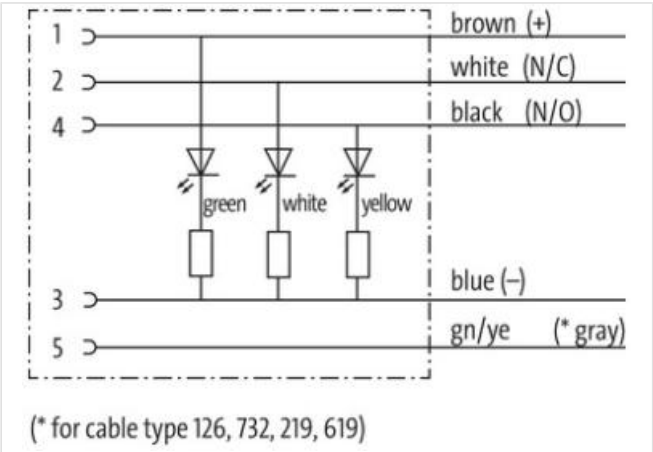 1 brown (+)
2 white (N/C)
4 black (N/O)
green white yellow
3 blue (–)
5 gn/ye (* gray)
(* for cable type 126, 732, 219, 619)